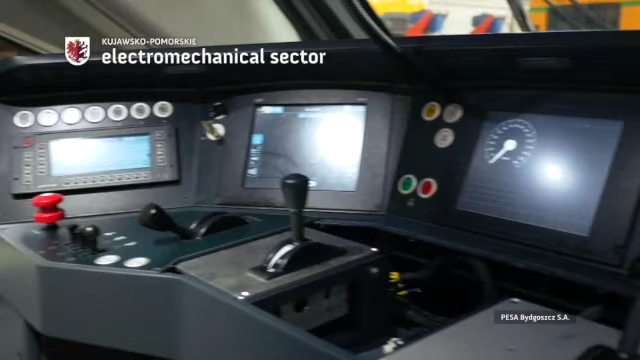 KUJAWSKO-POMORSKIE
electromechanical sector
PESA Bydgoszcz S.A.